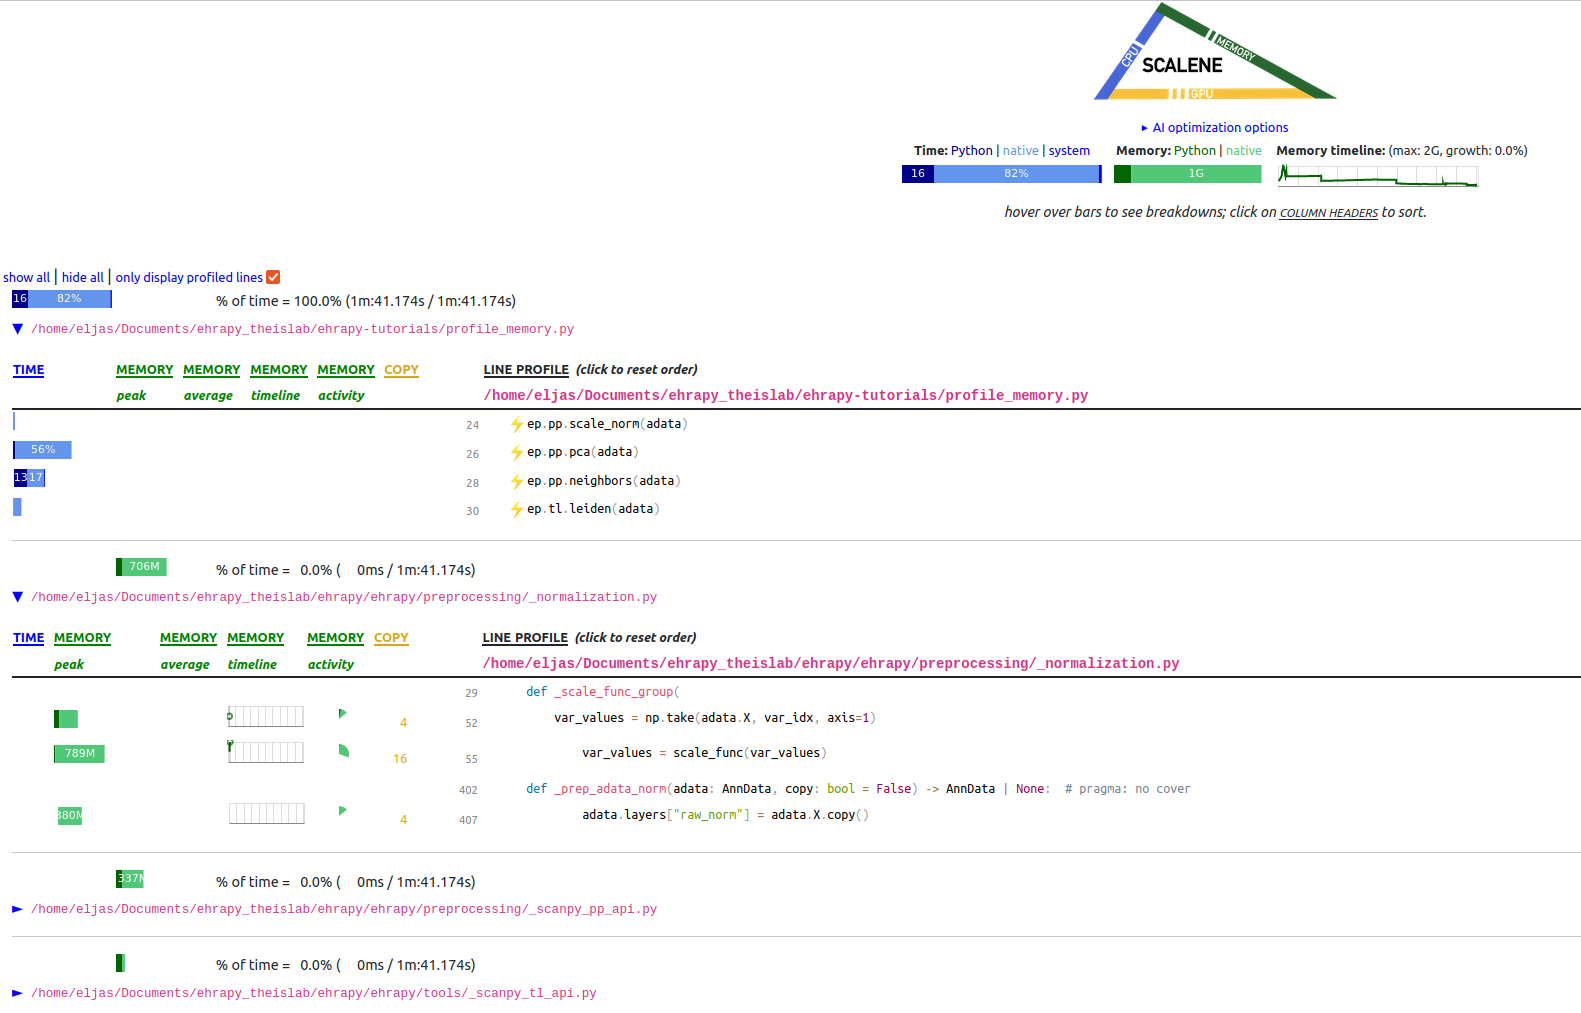 CPU
MEMORY
SCALENE
GPU
▸ AI optimization options
Time: Python | native | system
Memory: Python | native
Memory timeline: (max: 2G, growth: 0.0%)
16 82%
1G
hover over bars to see breakdowns; click on COLUMN HEADERS to sort.
show all | hide all | only display profiled lines
16 82%
% of time = 100.0% (1m:41.174s / 1m:41.174s)
▼ /home/eljas/Documents/ehrapy_theislab/ehrapy-tutorials/profile_memory.py
TIME MEMORY MEMORY MEMORY MEMORY COPY LINE PROFILE (click to reset order)
peak average timeline activity /home/eljas/Documents/ehrapy_theislab/ehrapy-tutorials/profile_memory.py
24 ⚡ep.pp.scale_norm(adata)
56% 26 ⚡ep.pp.pca(adata)
13 17 28 ⚡ep.pp.neighbors(adata)
30 ⚡ep.tl.leiden(adata)
706M % of time = 0.0% ( 0ms / 1m:41.174s)
▼ /home/eljas/Documents/ehrapy_theislab/ehrapy/ehrapy/preprocessing/_normalization.py
TIME MEMORY MEMORY MEMORY MEMORY COPY LINE PROFILE (click to reset order)
peak average timeline activity /home/eljas/Documents/ehrapy_theislab/ehrapy/ehrapy/preprocessing/_normalization.py
29 def _scale_func_group(
4 52 var_values = np.take(adata.X, var_idx, axis=1)
789M 16 55 var_values = scale_func(var_values)
402 def _prep_adata_norm(adata: AnnData, copy: bool = False) -> AnnData | None: # pragma: no cover
380M 4 407 adata.layers["raw_norm"] = adata.X.copy()
337M % of time = 0.0% ( 0ms / 1m:41.174s)
► /home/eljas/Documents/ehrapy_theislab/ehrapy/ehrapy/preprocessing/_scanpy_pp_api.py
% of time = 0.0% ( 0ms / 1m:41.174s)
► /home/eljas/Documents/ehrapy_theislab/ehrapy/ehrapy/tools/_scanpy_tl_api.py